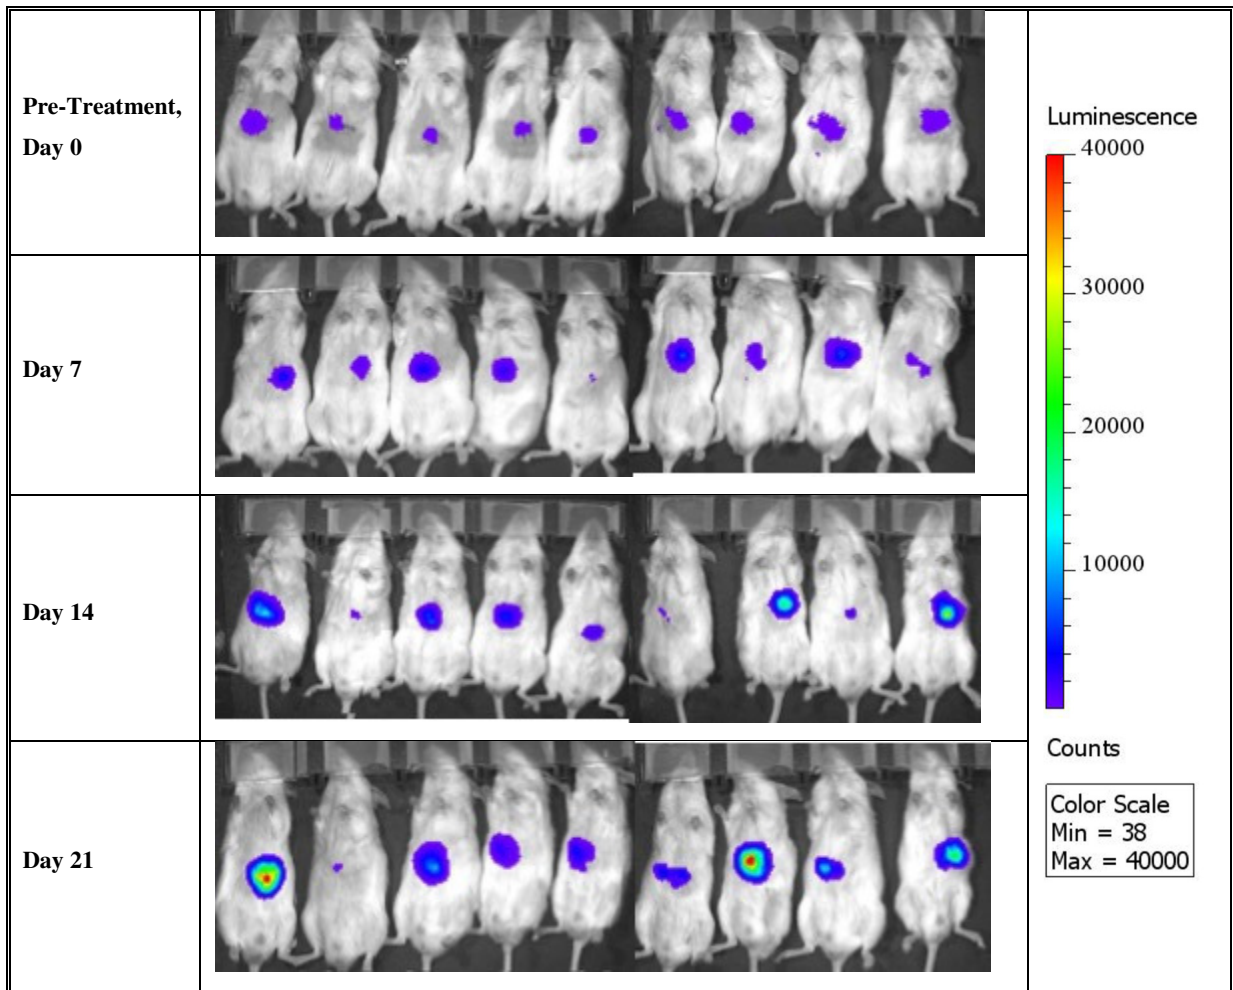 Pre-Treatment,
Day 0
Day 7
Day 14
Day 21
Luminescence
40000
30000
20000
10000
Counts
Color Scale
Min = 38
Max = 40000